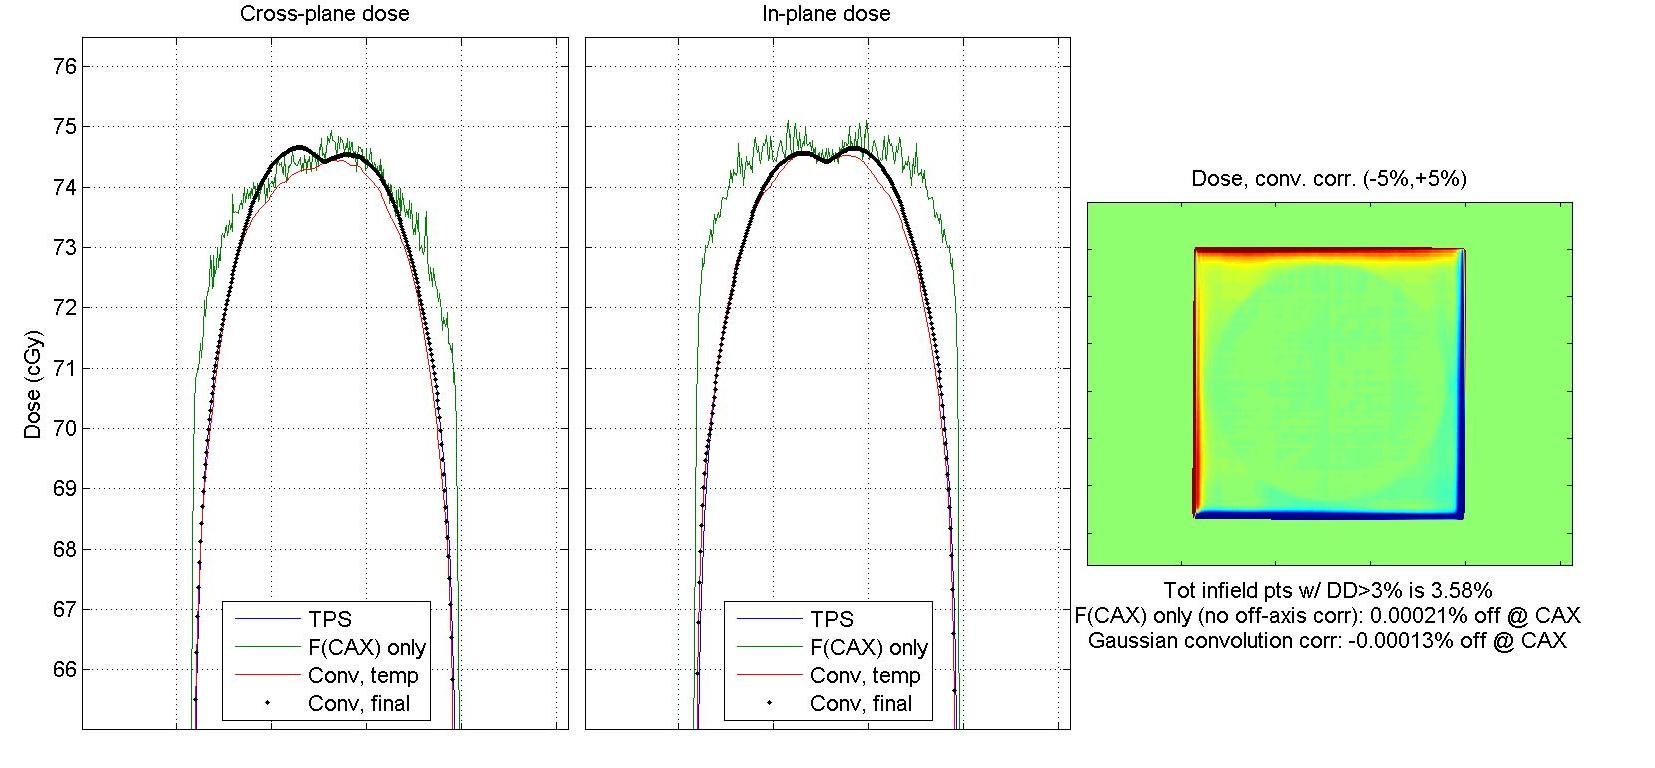 Cross-plane dose
In-plane dose
76
75
74
73
72
71
70
69
68
67
66
Dose (cGy)
TPS
F(CAX) only
Conv, temp
Conv, final
TPS
F(CAX) only
Conv, temp
Conv, final
Dose, conv. corr. (-5%,+5%)
Tot infield pts w/ DD>3% is 3.58%
F(CAX) only (no off-axis corr): 0.00021% off @ CAX
Gaussian convolution corr: -0.00013% off @ CAX